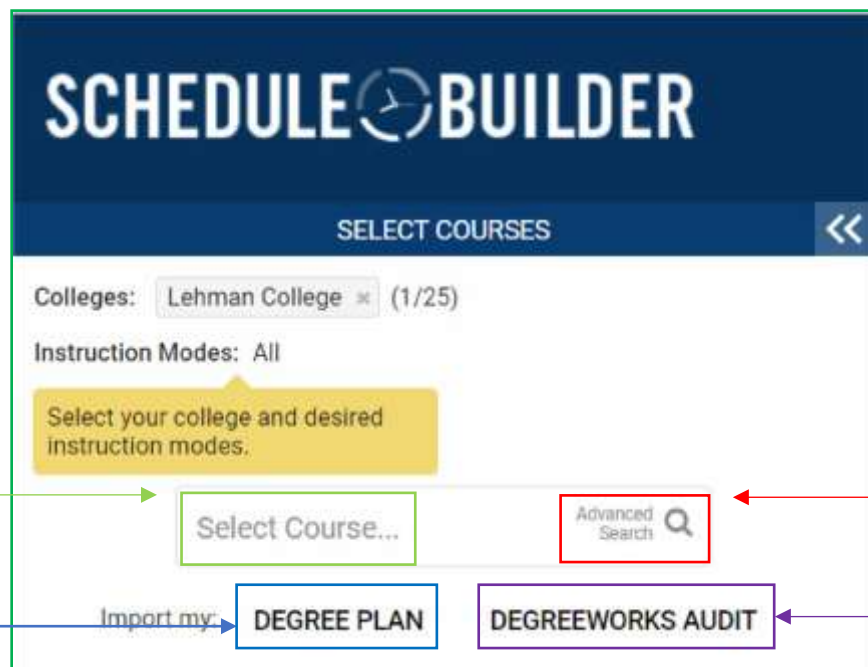 SCHEDULE BUILDER
SELECT COURSES
Colleges: Lehman College × (1/25)
Instruction Modes: All
Select your college and desired
instruction modes.
Select Course...
Advanced
Search
Import my: DEGREE PLAN DEGREEWORKS AUDIT